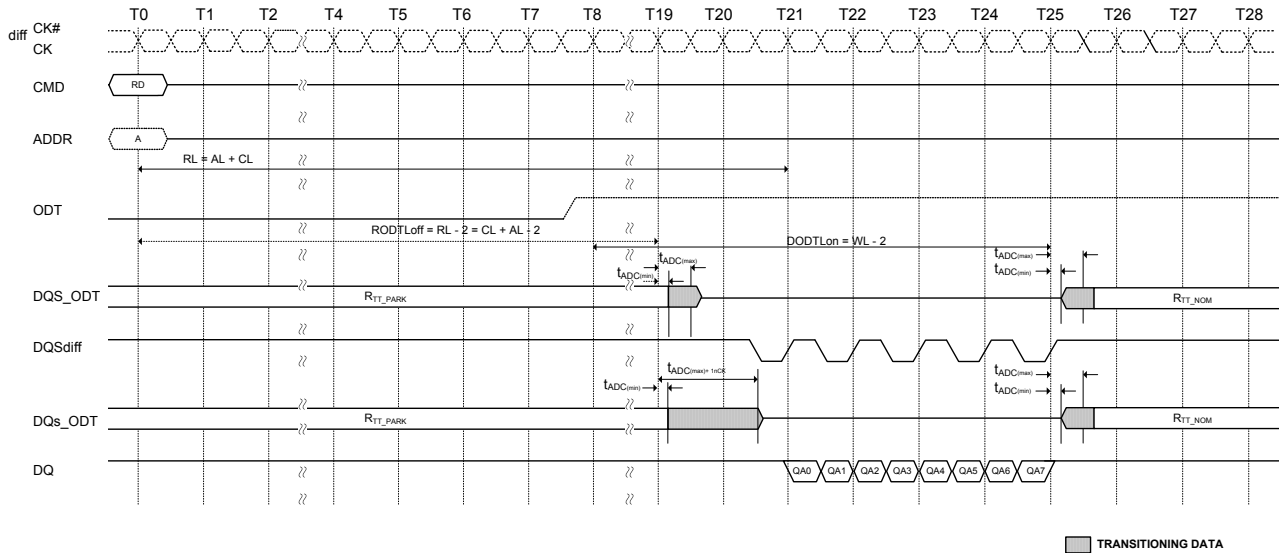 T0 T1 T2 T4 T5 T6 T7 T8 T19 T20 T21 T22 T23 T24 T25 T26 T27 T28
diff CK#
CK
CMD RD
ADDR A
RL = AL + CL
ODT
RODTLoff = RL - 2 = CL + AL - 2
DODTLon = WL - 2
tADC(max) tADC(max)
tADC(min) tADC(min)
DQS_ODT RTT_PARK RTT_NOM
DQSdiff
tADC(max)+ 1nCK tADC(max)
tADC(min) tADC(min)
DQs_ODT RTT_PARK RTT_NOM
DQ QA0 QA1 QA2 QA3 QA4 QA5 QA6 QA7
TRANSITIONING DATA